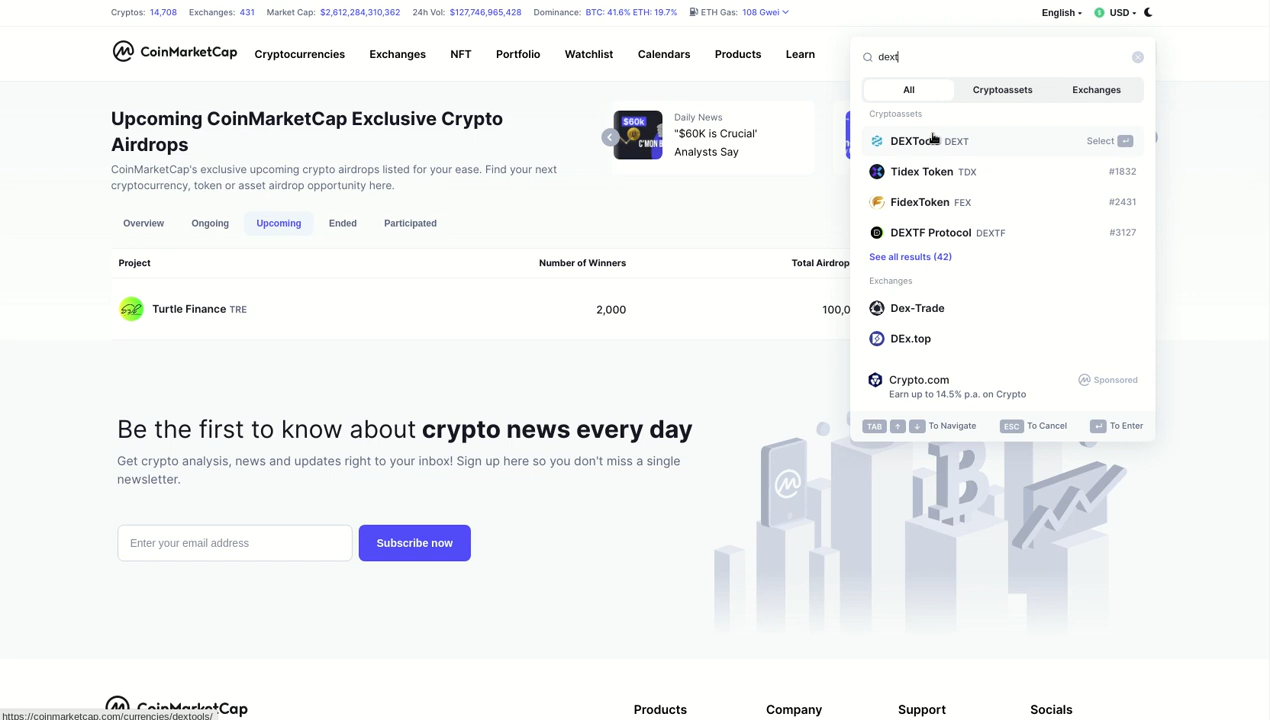 Cryptos: 14,708 Exchanges: 431 Market Cap: $2,612,284,310,362 24h Vol: $127,746,965,428 Dominance: BTC: 41.6% ETH: 19.7% ETH Gas: 108 Gwei English USD
CoinMarketCap Cryptocurrencies Exchanges NFT Portfolio Watchlist Calendars Products Learn
dext
All Cryptoassets Exchanges
Cryptoassets
DEXT DEXT Select
Tidex Token TDX #1832
FidexToken FEX #2431
DEXTF Protocol DEXTF #3127
See all results (42)
Exchanges
Dex-Trade
DEx.top
Crypto.com Sponsored
Earn up to 14.5% p.a. on Crypto
TAB To Navigate ESC To Cancel To Enter
Upcoming CoinMarketCap Exclusive Crypto
Airdrops
CoinMarketCap's exclusive upcoming crypto airdrops listed for your ease. Find your next
cryptocurrency, token or asset airdrop opportunity here.
$60k
C'MON B
Daily News
"$60K is Crucial'
Analysts Say
Overview Ongoing Upcoming Ended Participated
Project Number of Winners Total Airdrop
Turtle Finance TRE 2,000 100,0
Be the first to know about crypto news every day
Get crypto analysis, news and updates right to your inbox! Sign up here so you don't miss a single
newsletter.
Enter your email address Subscribe now
CoinMarketCap Products Company Support Socials
https://coinmarketcap.com/currencies/dextools/